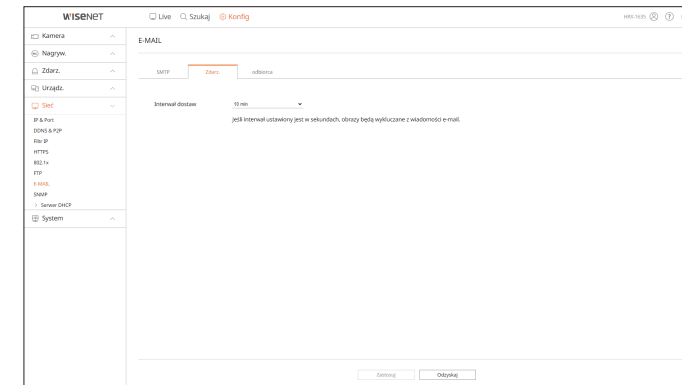 WISENET
Live Szukaj Konfig
HRX-1635
Kamera
Nagryw.
Zdarz.
Urządz.
Sieć
IP & Port
DDNS & P2P
Filtr IP
HTTPS
802.1x
FTP
E-MAIL
SNMP
> Serwer DHCP
System
E-MAIL
SMTP Zdarz. odbiorca
Interwał dostaw 10 min
Jeśli interwał ustawiony jest w sekundach, obrazy będą wykluczane z wiadomości e-mail.
Zastosuj Odzyskaj